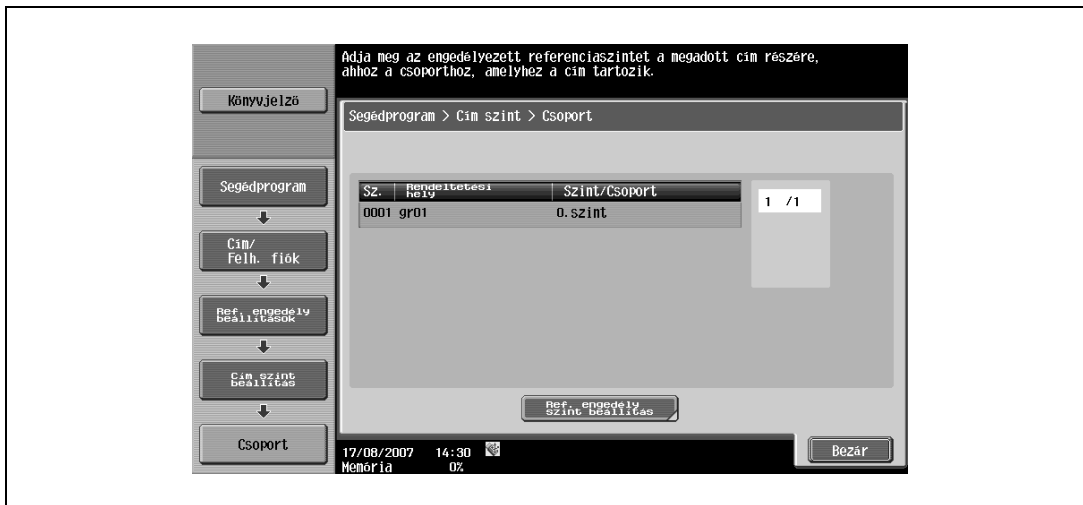 Adja meg az engedélyezett referenciaszintet a megadott cím részére,
ahhoz a csoporthoz, amelyhez a cím tartozik.
Könyvjelző
Segédprogram > Cím szint > Csoport
Segédprogram
Cím/
Felh. fiók
Ref. engedély
beállítások
Cím szint
beállítás
Csoport
Sz. Rendeltetési
hely Szint/Csoport
0001 gr01 0.szint
1 /1
Ref. engedély
szint beállítás
17/08/2007 14:30
Memória 0%
Bezár